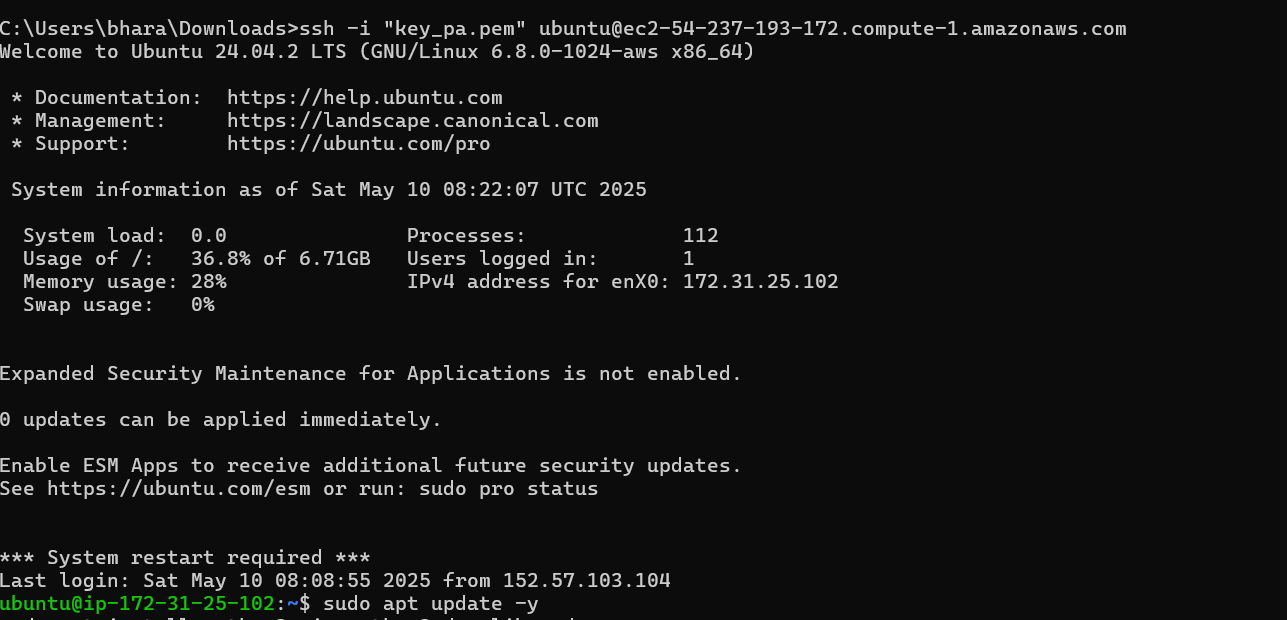 C:\Users\bhara\Downloads>ssh -i "key_pa.pem" ubuntu@ec2-54-237-193-172.compute-1.amazonaws.com
Welcome to Ubuntu 24.04.2 LTS (GNU/Linux 6.8.0-1024-aws x86_64)
* Documentation:  https://help.ubuntu.com
* Management:     https://landscape.canonical.com
* Support:        https://ubuntu.com/pro
System information as of Sat May 10 08:22:07 UTC 2025
System load:  0.0               Processes:             112
Usage of /:   36.8% of 6.71GB   Users logged in:       1
Memory usage: 28%               IPv4 address for enX0: 172.31.25.102
Swap usage:   0%
Expanded Security Maintenance for Applications is not enabled.
0 updates can be applied immediately.
Enable ESM Apps to receive additional future security updates.
See https://ubuntu.com/esm or run: sudo pro status
*** System restart required ***
Last login: Sat May 10 08:08:55 2025 from 152.57.103.104
ubuntu@ip-172-31-25-102:~$ sudo apt update -y